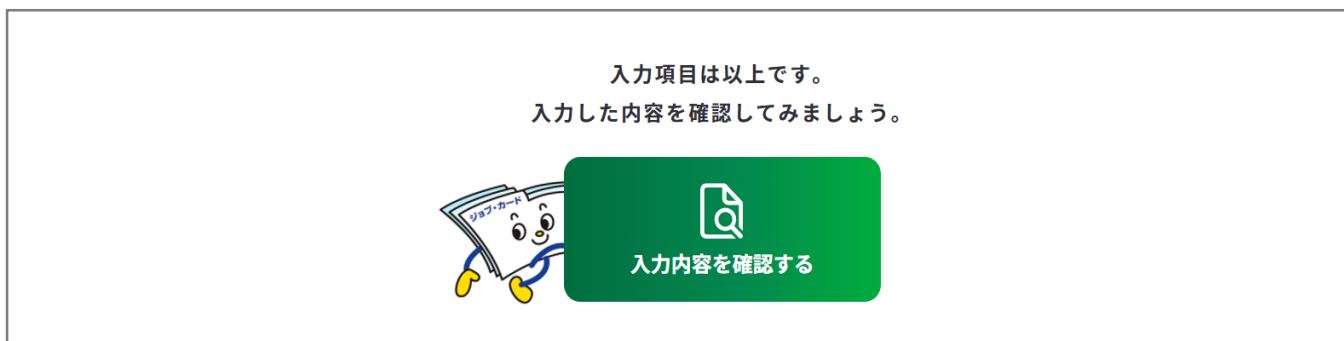 入力項目は以上です。
入力した内容を確認してみましょう。
ジョブ・カード
入力内容を確認する